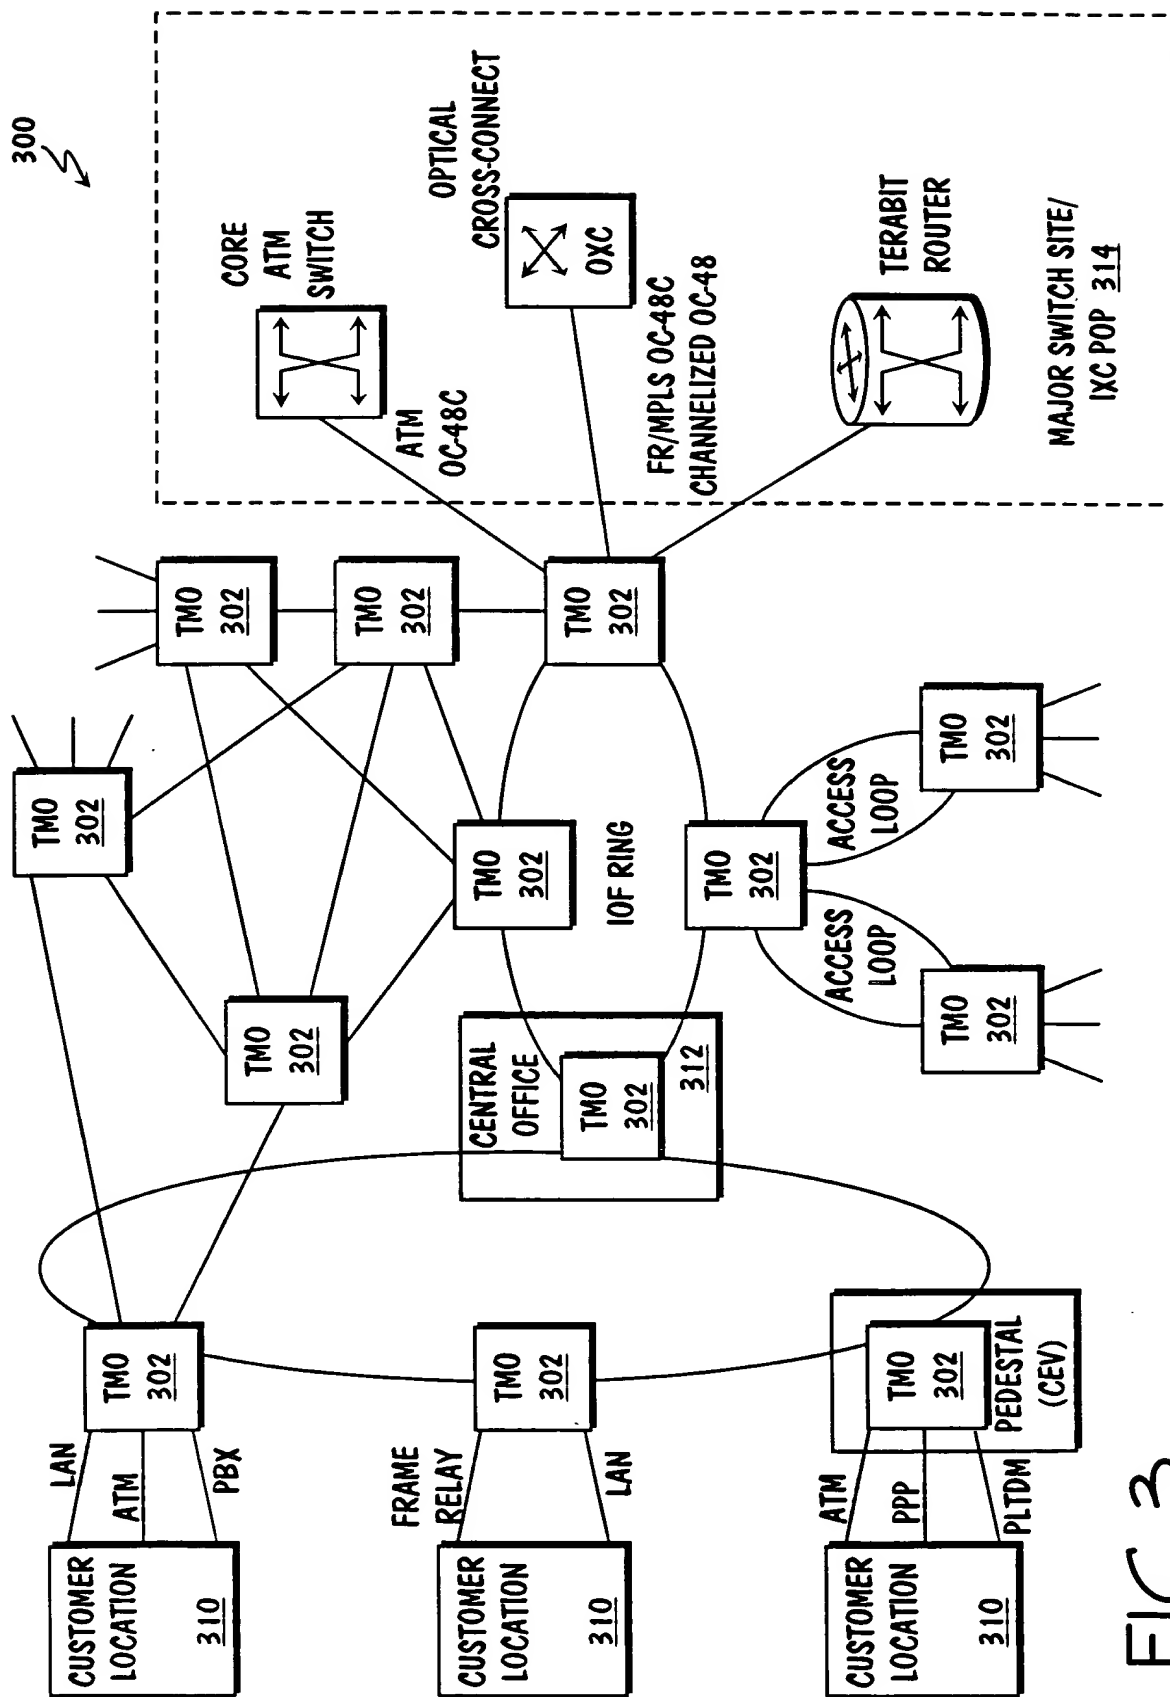 300
CORE
ATM
SWITCH
OPTICAL
CROSS-CONNECT
OXC
TERABIT
ROUTER
MAJOR SWITCH SITE/
IXC POP 314
ATM
OC-48C
FR/MPLS OC-48C
CHANNELIZED OC-48
TMO
302
TMO
302
TMO
302
TMO
302
TMO
302
TMO
302
IOF RING
TMO
302
ACCESS
LOOP
ACCESS
LOOP
TMO
302
TMO
302
CENTRAL
OFFICE
TMO
302
312
TMO
302
TMO
302
TMO
302
PEDESTAL
(CEV)
LAN
ATM
PBX
FRAME
RELAY
LAN
ATM
PPP
PLTDM
CUSTOMER
LOCATION
310
CUSTOMER
LOCATION
310
CUSTOMER
LOCATION
310
FIG 3